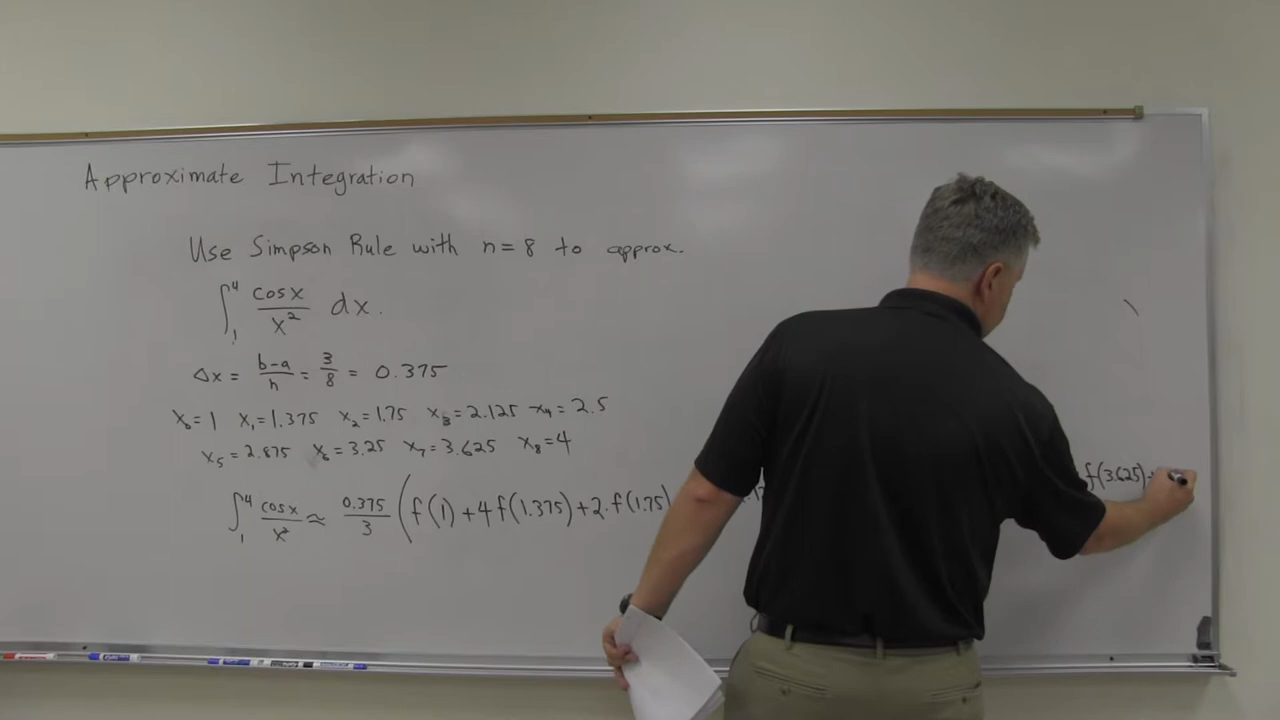 Approximate Integration
Use Simpson Rule with n=8 to approx.
∫₁⁴ cosx/x² dx.
Δx = b-a/n = 3/8 = 0.375
x₀=1 x₁=1.375 x₂=1.75 x₃=2.125 x₄=2.5
x₅=2.875 x₆=3.25 x₇=3.625 x₈=4
∫₁⁴ cosx/x² ≈ 0.375/3 (f(1)+4f(1.375)+2·f(1.75) f(3.625)+